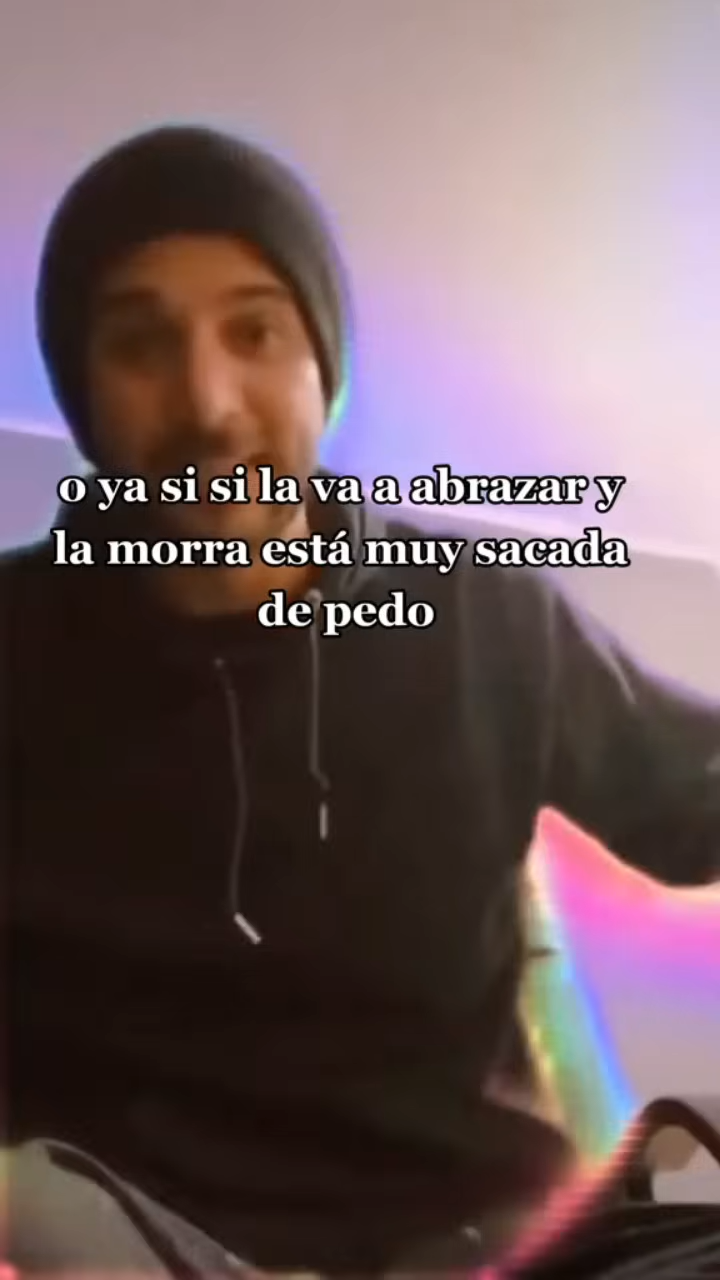 o ya si si la va a abrazar y
la morra está muy sacada
de pedo